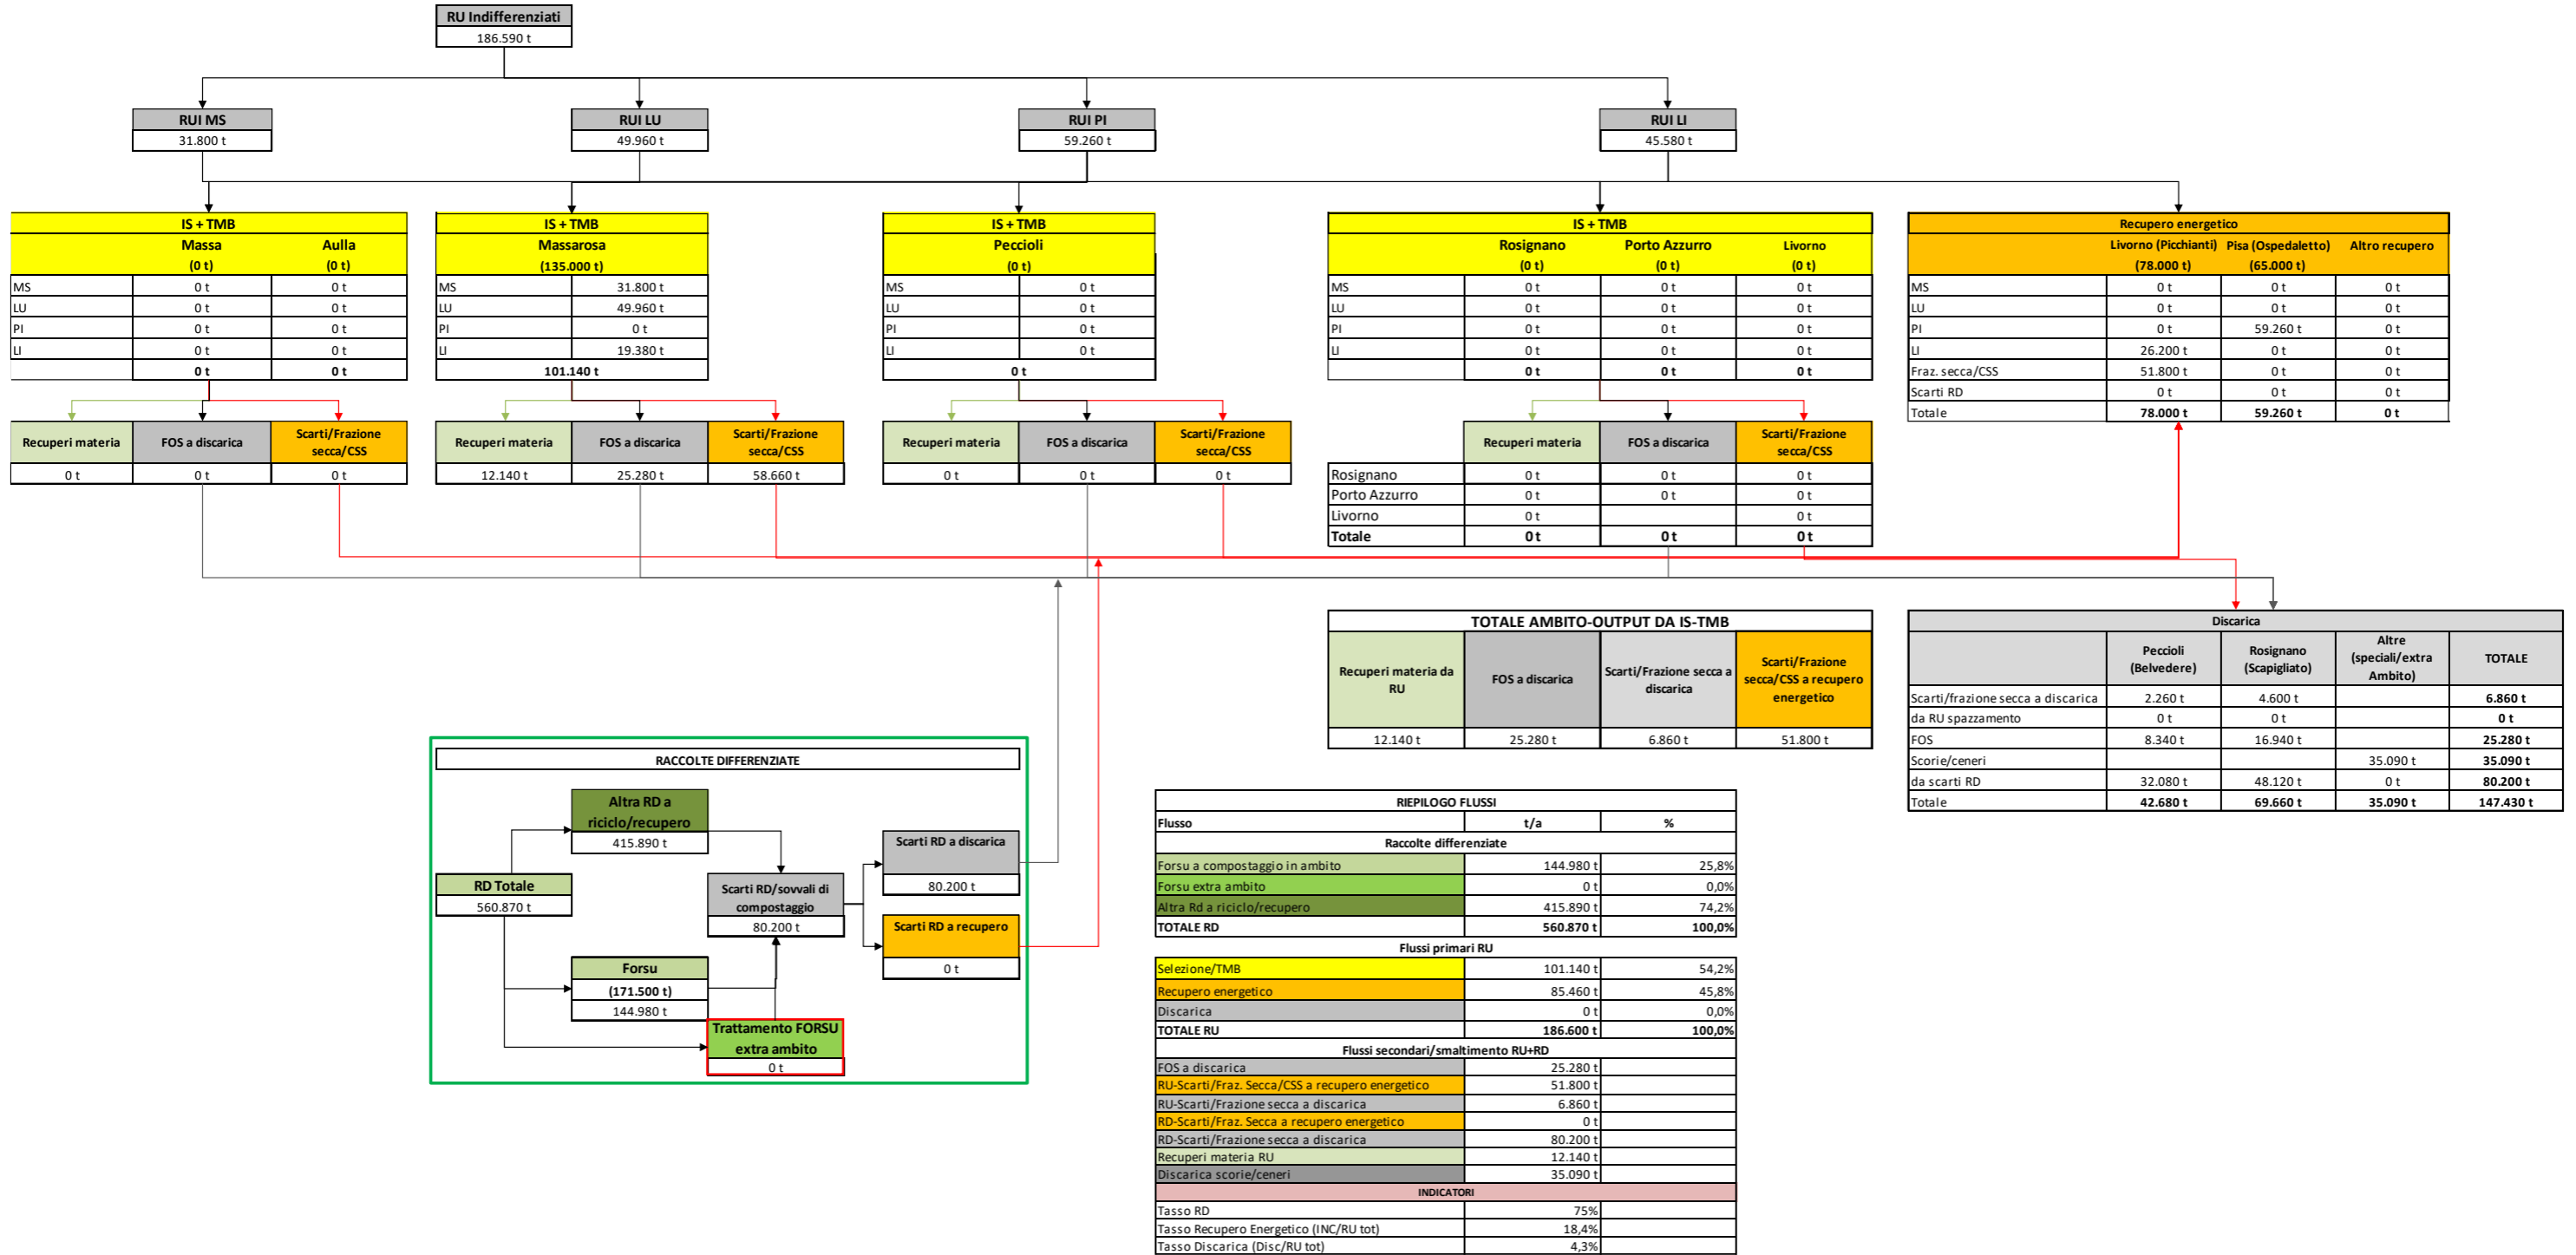 RU Indifferenziati
186.590 t
RUI MS
31.800 t
RUI LU
49.960 t
RUI PI
59.260 t
RUI LI
45.580 t
IS + TMB
Massa Aulla
(0 t) (0 t)
MS 0 t 0 t
LU 0 t 0 t
PI 0 t 0 t
LI 0 t 0 t
0 t 0 t
Recuperi materia FOS a discarica Scarti/Frazione
secca/CSS
0 t 0 t 0 t
IS + TMB
Massarosa
(135.000 t)
MS 31.800 t
LU 49.960 t
PI 0 t
LI 19.380 t
101.140 t
Recuperi materia FOS a discarica Scarti/Frazione
secca/CSS
12.140 t 25.280 t 58.660 t
IS + TMB
Peccioli
(0 t)
MS 0 t
LU 0 t
PI 0 t
LI 0 t
0 t
Recuperi materia FOS a discarica Scarti/Frazione
secca/CSS
0 t 0 t 0 t
IS + TMB
Rosignano Porto Azzurro Livorno
(0 t) (0 t) (0 t)
MS 0 t 0 t 0 t
LU 0 t 0 t 0 t
PI 0 t 0 t 0 t
LI 0 t 0 t 0 t
0 t 0 t 0 t
Recuperi materia FOS a discarica Scarti/Frazione
secca/CSS
Rosignano 0 t 0 t 0 t
Porto Azzurro 0 t 0 t 0 t
Livorno 0 t 0 t
Totale 0 t 0 t 0 t
Recupero energetico
Livorno (Picchianti) Pisa (Ospedaletto) Altro recupero
(78.000 t) (65.000 t)
MS 0 t 0 t 0 t
LU 0 t 0 t 0 t
PI 0 t 59.260 t 0 t
LI 26.200 t 0 t 0 t
Fraz. secca/CSS 51.800 t 0 t 0 t
Scarti RD 0 t 0 t 0 t
Totale 78.000 t 59.260 t 0 t
TOTALE AMBITO-OUTPUT DA IS-TMB
Recuperi materia da
RU
FOS a discarica
Scarti/Frazione secca a
discarica
Scarti/Frazione
secca/CSS a recupero
energetico
12.140 t 25.280 t 6.860 t 51.800 t
Discarica
Peccioli
(Belvedere)
Rosignano
(Scapigliato)
Altre
(speciali/extra
Ambito)
TOTALE
Scarti/frazione secca a discarica 2.260 t 4.600 t 6.860 t
da RU spazzamento 0 t 0 t 0 t
FOS 8.340 t 16.940 t 25.280 t
Scorie/ceneri 35.090 t 35.090 t
da scarti RD 32.080 t 48.120 t 0 t 80.200 t
Totale 42.680 t 69.660 t 35.090 t 147.430 t
RACCOLTE DIFFERENZIATE
Altra RD a
riciclo/recupero
415.890 t
RD Totale
560.870 t
Scarti RD/sovvali di
compostaggio
80.200 t
Scarti RD a discarica
80.200 t
Scarti RD a recupero
0 t
Forsu
(171.500 t)
144.980 t
Trattamento FORSU
extra ambito
0 t
RIEPILOGO FLUSSI
Flusso t/a %
Raccolte differenziate
Forsu a compostaggio in ambito 144.980 t 25,8%
Forsu extra ambito 0 t 0,0%
Altra Rd a riciclo/recupero 415.890 t 74,2%
TOTALE RD 560.870 t 100,0%
Flussi primari RU
Selezione/TMB 101.140 t 54,2%
Recupero energetico 85.460 t 45,8%
Discarica 0 t 0,0%
TOTALE RU 186.600 t 100,0%
Flussi secondari/smaltimento RU+RD
FOS a discarica 25.280 t
RU-Scarti/Fraz. Secca/CSS a recupero energetico 51.800 t
RU-Scarti/Frazione secca a discarica 6.860 t
RD-Scarti/Fraz. Secca a recupero energetico 0 t
RD-Scarti/Frazione secca a discarica 80.200 t
Recuperi materia RU 12.140 t
Discarica scorie/ceneri 35.090 t
INDICATORI
Tasso RD 75%
Tasso Recupero Energetico (INC/RU tot) 18,4%
Tasso Discarica (Disc/RU tot) 4,3%